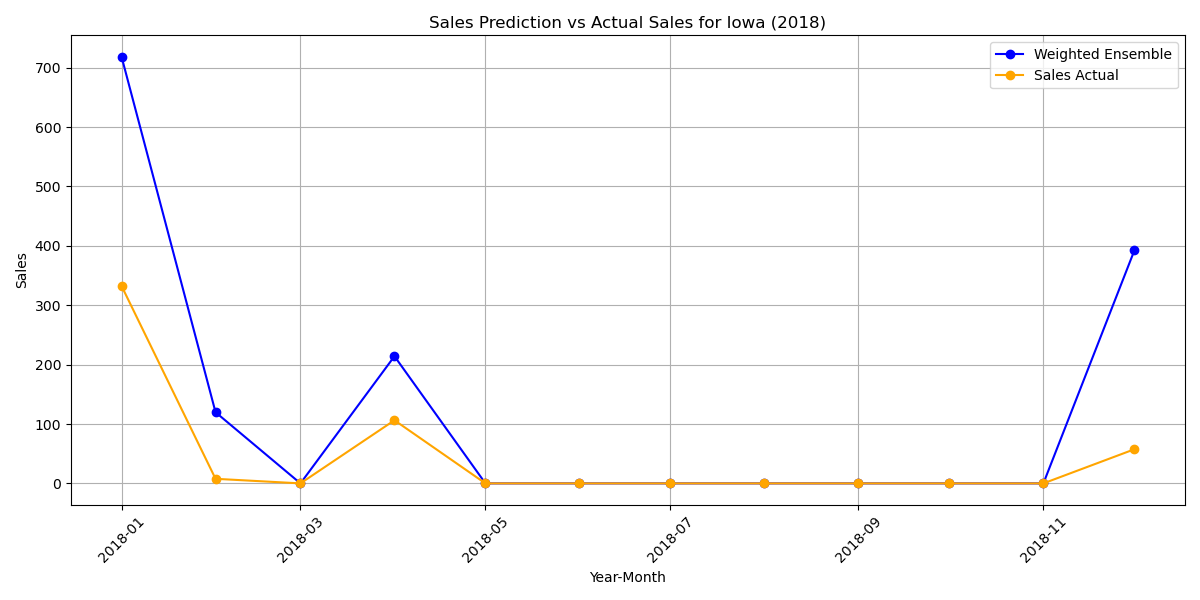 Sales Prediction vs Actual Sales for Iowa (2018)
Weighted Ensemble
Sales Actual
700
600
500
400
300
200
100
0
Sales
2018-01
2018-03
2018-05
2018-07
2018-09
2018-11
Year-Month